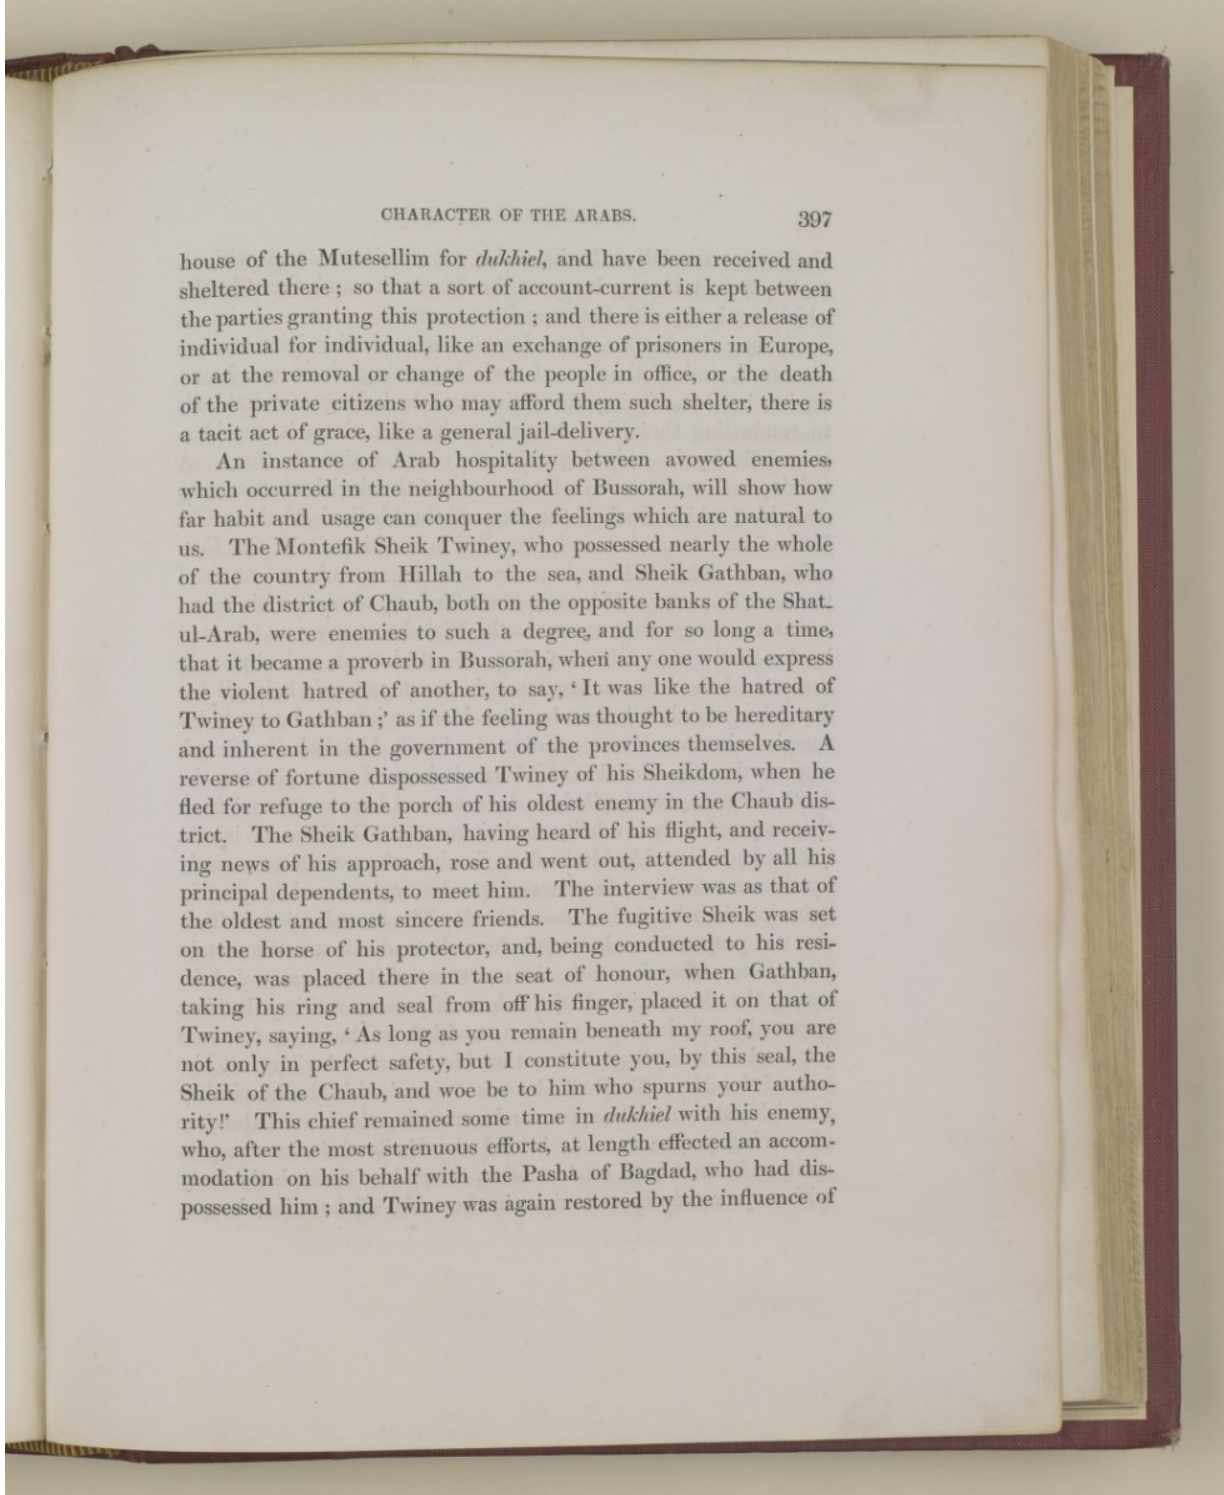 CHARACTER OF THE ARABS. 397
house of the Mutesellim for dukhiel, and have been received and
sheltered there ; so that a sort of account-current is kept between
the parties granting this protection ; and there is either a release of
individual for individual, like an exchange of prisoners in Europe,
or at the removal or change of the people in office, or the death
of the private citizens who may afford them such shelter, there is
a tacit act of grace, like a general jail-delivery.
An instance of Arab hospitality between avowed enemies,
which occurred in the neighbourhood of Bussorah, will show how
far habit and usage can conquer the feelings which are natural to
us. The Montefik Sheik Twiney, who possessed nearly the whole
of the country from Hillah to the sea, and Sheik Gathban, who
had the district of Chaub, both on the opposite banks of the Shat-
ul-Arab, were enemies to such a degree, and for so long a time,
that it became a proverb in Bussorah, when any one would express
the violent hatred of another, to say, ‘ It was like the hatred of
Twiney to Gathban ;’ as if the feeling was thought to be hereditary
and inherent in the government of the provinces themselves. A
reverse of fortune dispossessed Twiney of his Sheikdom, when he
fled for refuge to the porch of his oldest enemy in the Chaub dis-
trict. The Sheik Gathban, having heard of his flight, and receiv-
ing news of his approach, rose and went out, attended by all his
principal dependents, to meet him. The interview was as that of
the oldest and most sincere friends. The fugitive Sheik was set
on the horse of his protector, and, being conducted to his resi-
dence, was placed there in the seat of honour, when Gathban,
taking his ring and seal from off his finger, placed it on that of
Twiney, saying, ‘ As long as you remain beneath my roof, you are
not only in perfect safety, but I constitute you, by this seal, the
Sheik of the Chaub, and woe be to him who spurns your autho-
rity!’ This chief remained some time in dukhiel with his enemy,
who, after the most strenuous efforts, at length effected an accom-
modation on his behalf with the Pasha of Bagdad, who had dis-
possessed him ; and Twiney was again restored by the influence of